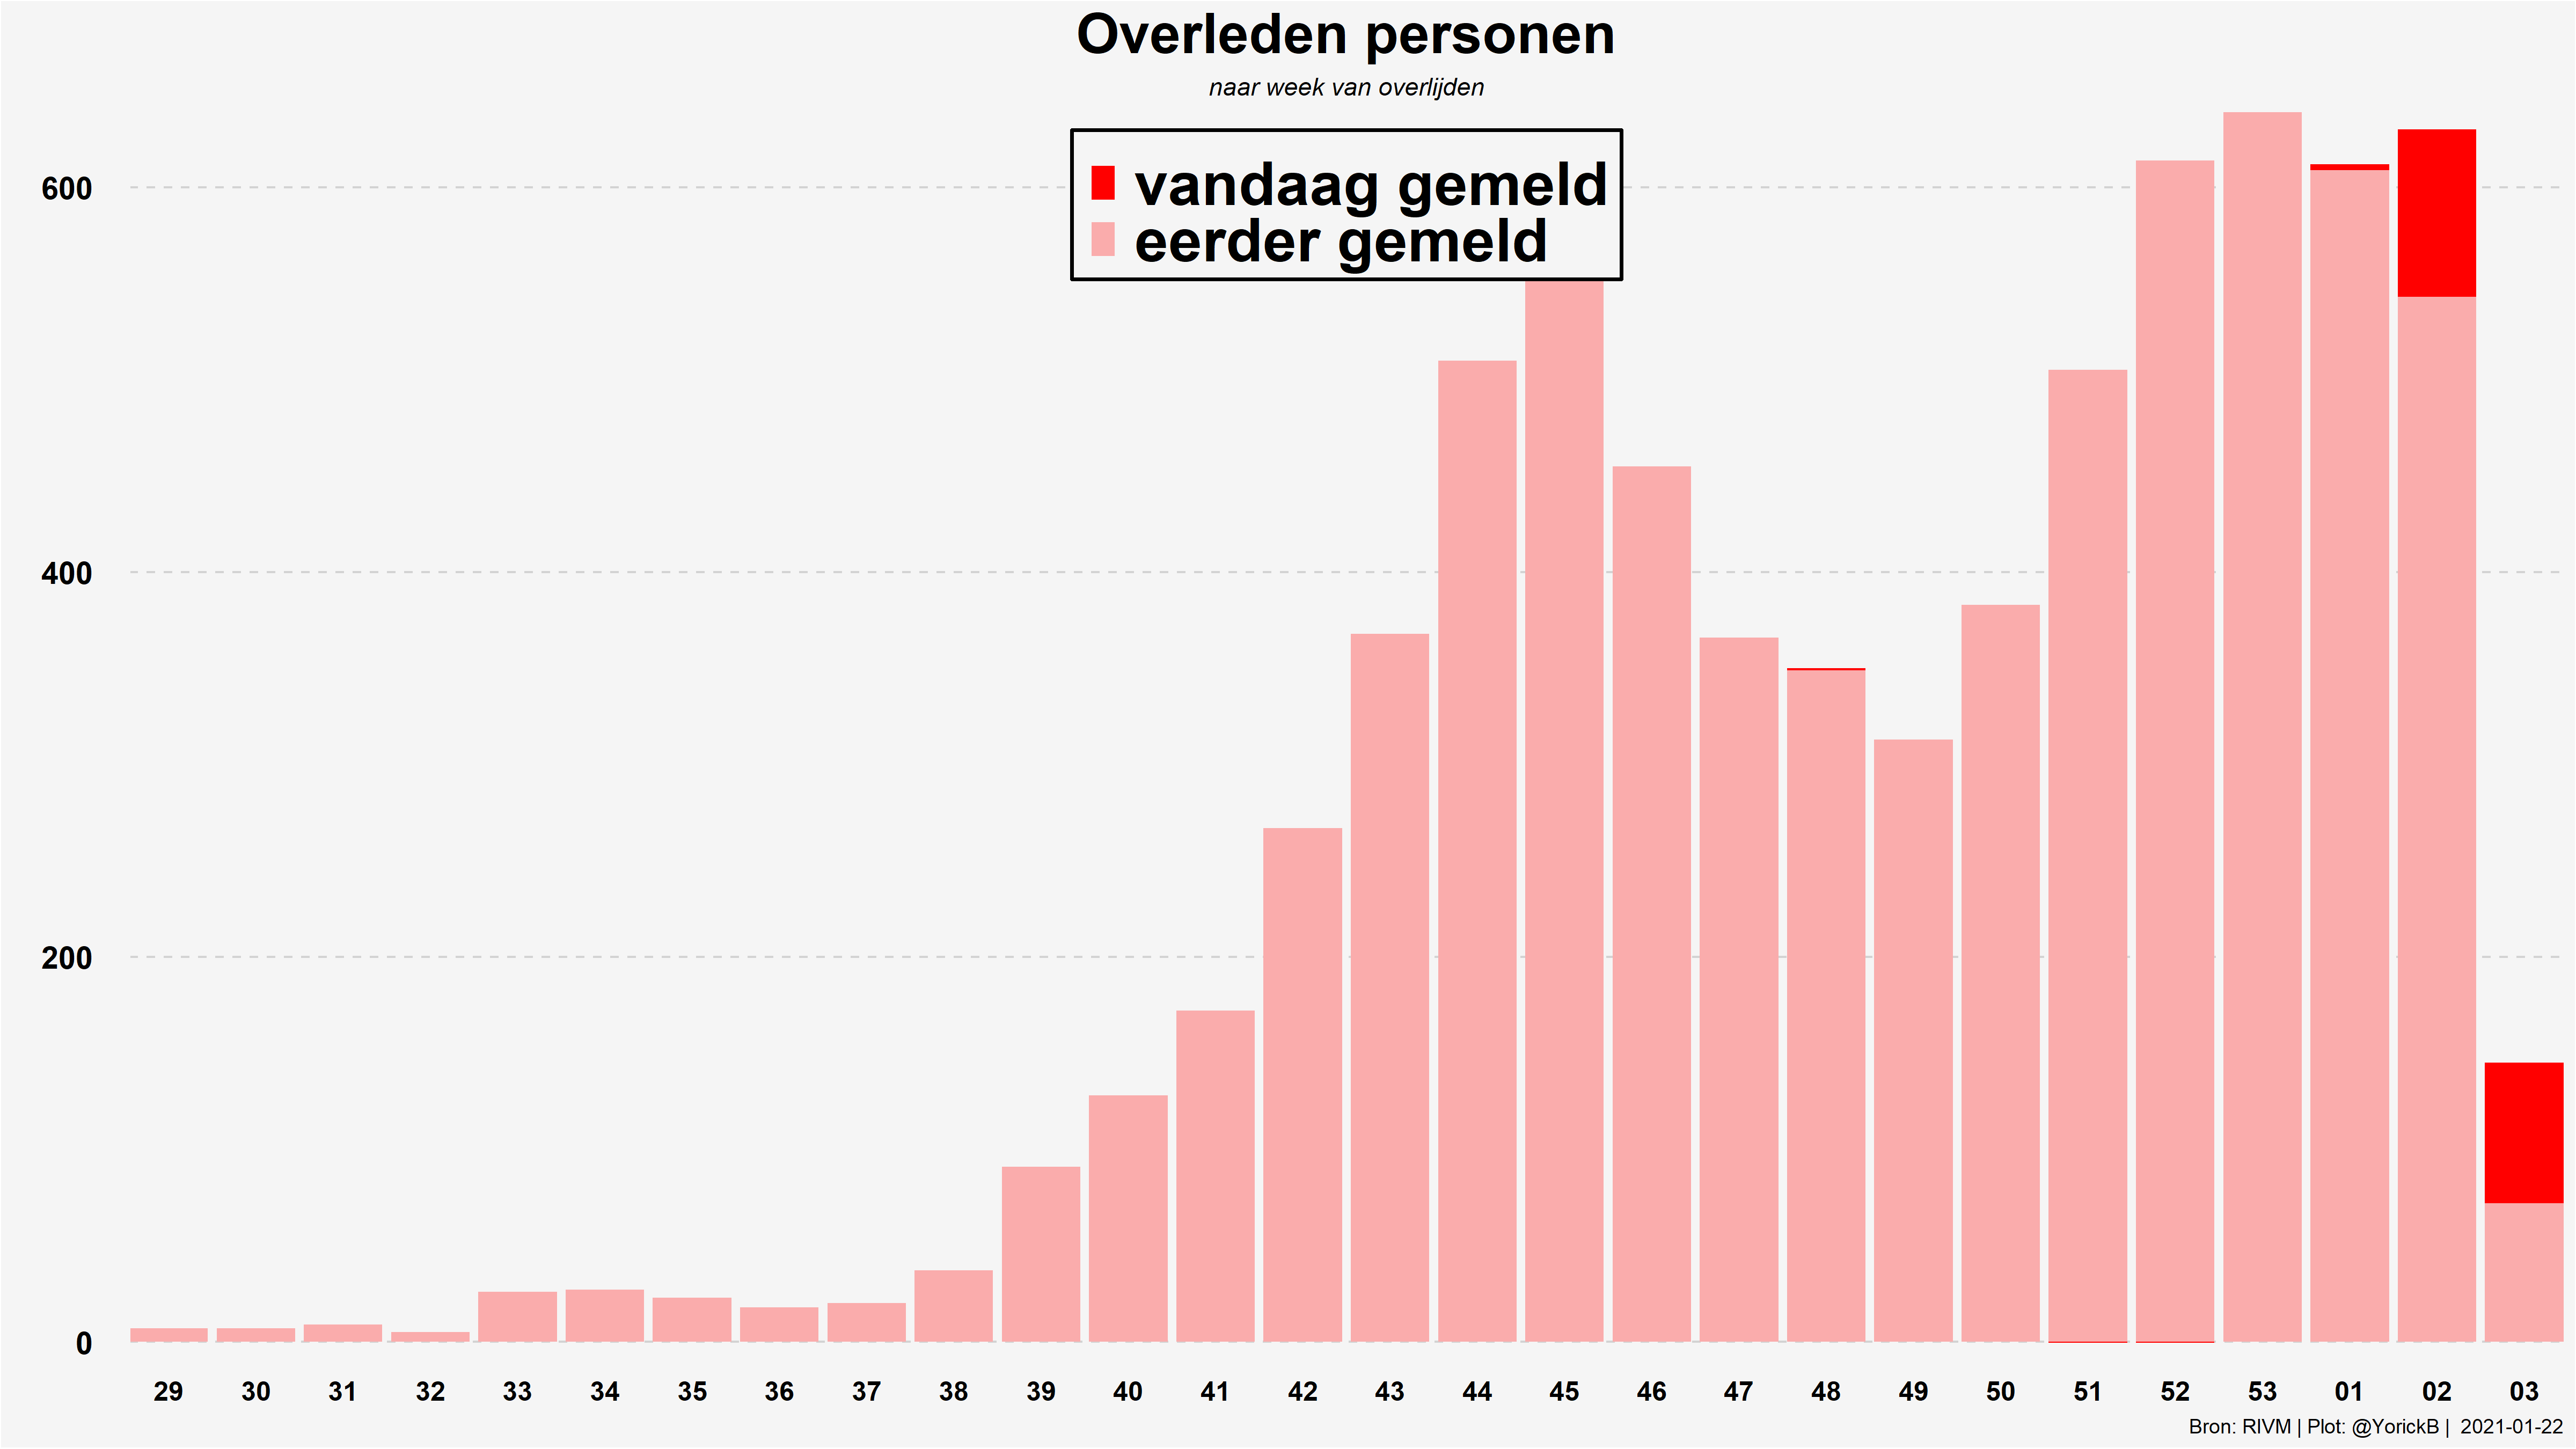 Overleden personen
naar week van overlijden
vandaag gemeld
eerder gemeld
600
400
200
0
29 30 31 32 33 34 35 36 37 38 39 40 41 42 43 44 45 46 47 48 49 50 51 52 53 01 02 03
Bron: RIVM | Plot: @YorickB | 2021-01-22